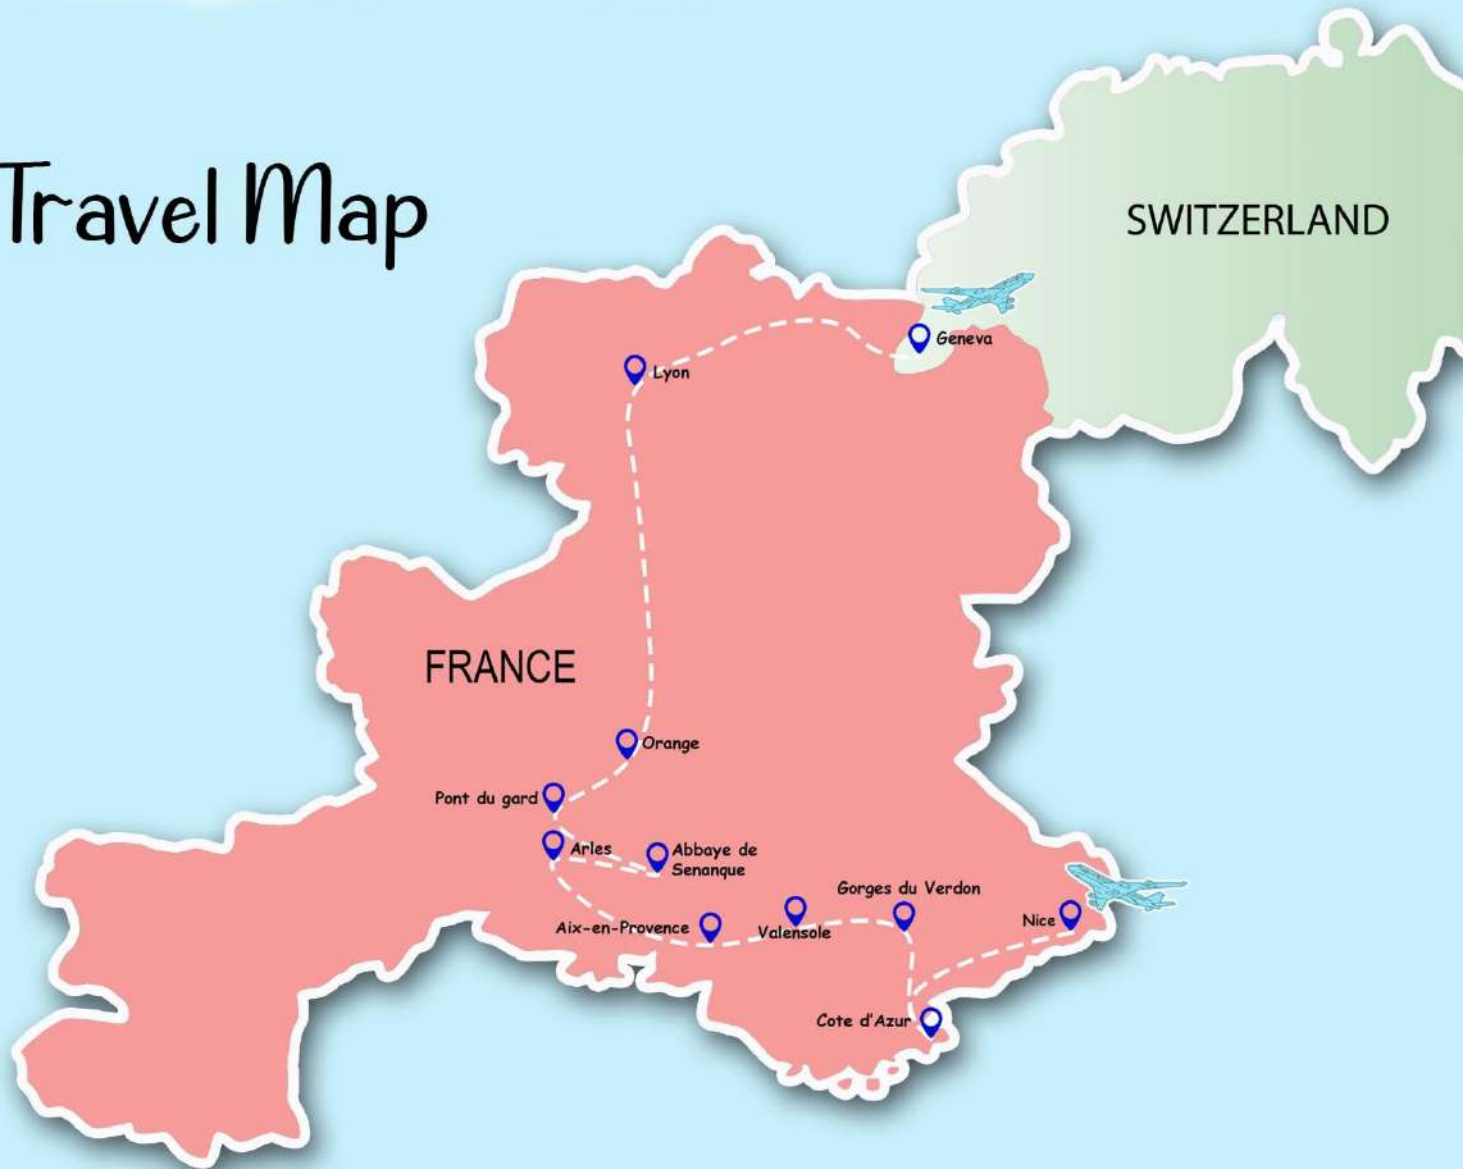 Travel Map
SWITZERLAND
Geneva
Lyon
FRANCE
Orange
Pont du gard
Arles
Abbaye de
Senanque
Gorges du Verdon
Aix-en-Provence
Valensole
Nice
Cote d'Azur